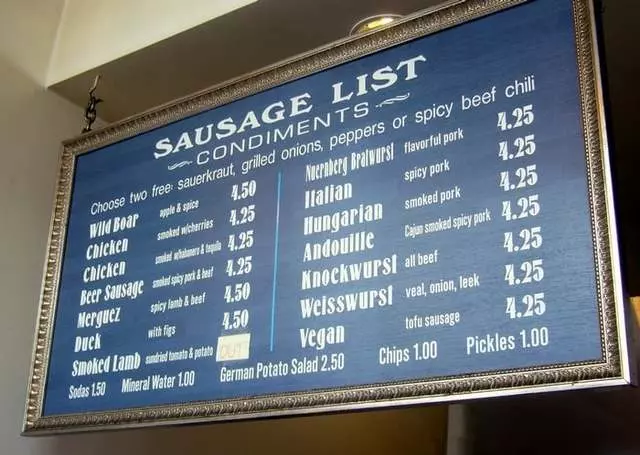 SAUSAGE LIST
CONDIMENTS
Choose two free: sauerkraut, grilled onions, peppers or spicy beef chili
Wild Boar apple & spice 4.50
Chicken smoked w/cherries 4.25
Chicken smoked w/habanero & tequila 4.25
Beer Sausage smoked spicy pork & beef 4.25
Merguez spicy lamb & beef 4.50
Duck with figs 4.50
Smoked Lamb sundried tomato & potato OUT
Nuernberg Bratwurst flavorful pork 4.25
Italian spicy pork 4.25
Hungarian smoked pork 4.25
Andouille Cajun smoked spicy pork 4.25
Knockwurst all beef 4.25
Weisswurst veal, onion, leek 4.25
Vegan tofu sausage 4.25
Sodas 1.50 Mineral Water 1.00 German Potato Salad 2.50 Chips 1.00 Pickles 1.00